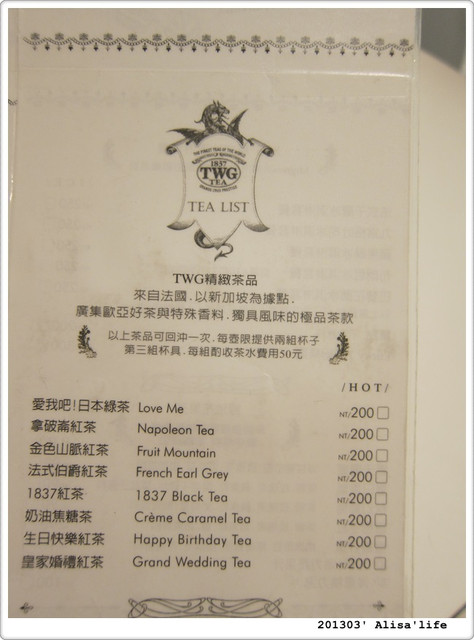 THE FINEST TEAS OF THE WORLD
1837
TWG
TEA
TEA LIST
TWG精緻茶品
來自法國.以新加坡為據點.
廣集歐亞好茶與特殊香料.獨具風味的極品茶款
以上茶品可回沖一次.每壺限提供兩組杯子
第三組杯具.每組酌收茶水費用50元
/HOT/
愛我吧!日本綠茶 Love Me NT/200
拿破崙紅茶 Napoleon Tea NT/200
金色山脈紅茶 Fruit Mountain NT/200
法式伯爵紅茶 French Earl Grey NT/200
1837紅茶 1837 Black Tea NT/200
奶油焦糖茶 Crème Caramel Tea NT/200
生日快樂紅茶 Happy Birthday Tea NT/200
皇家婚禮紅茶 Grand Wedding Tea NT/200
201303' Alisa'life